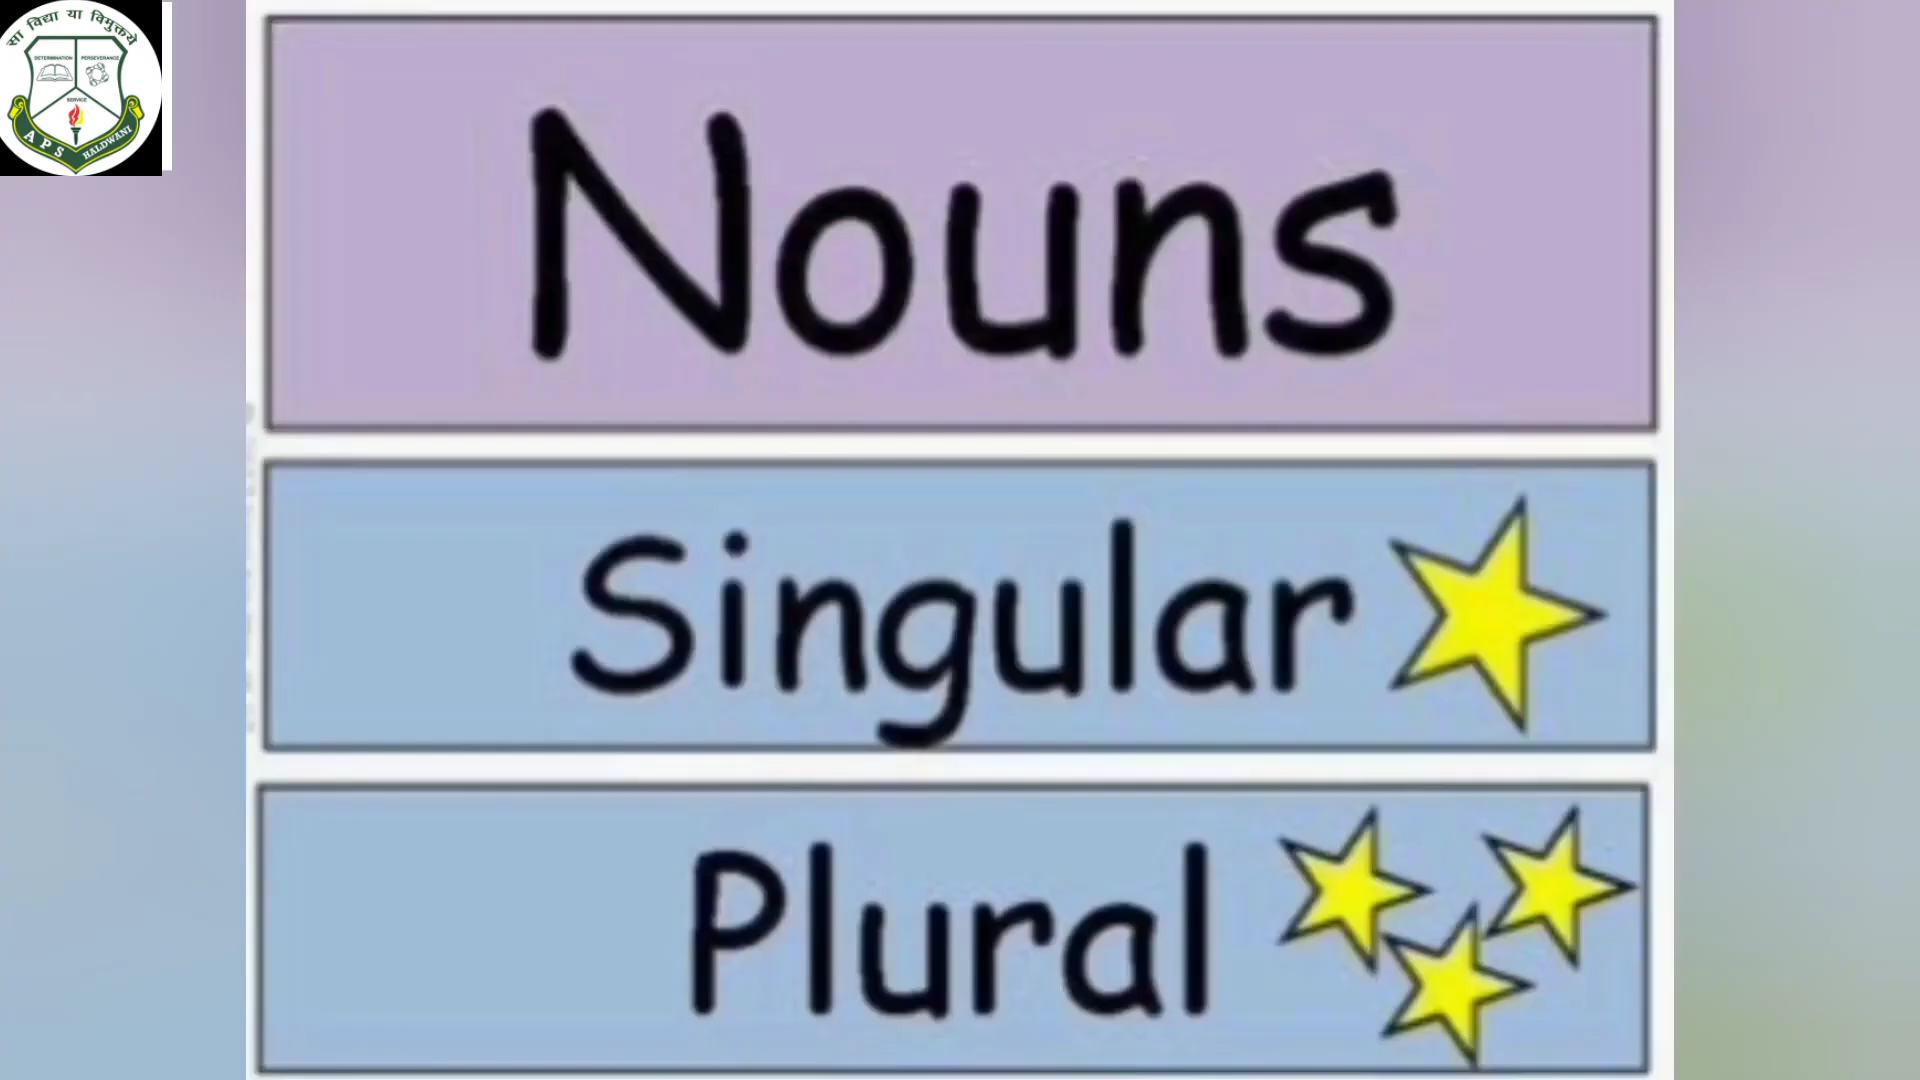 सा विद्या या विमुक्तये
DETERMINATION PERSEVERANCE
SERVICE
APS HALDWANI
Nouns
Singular
Plural